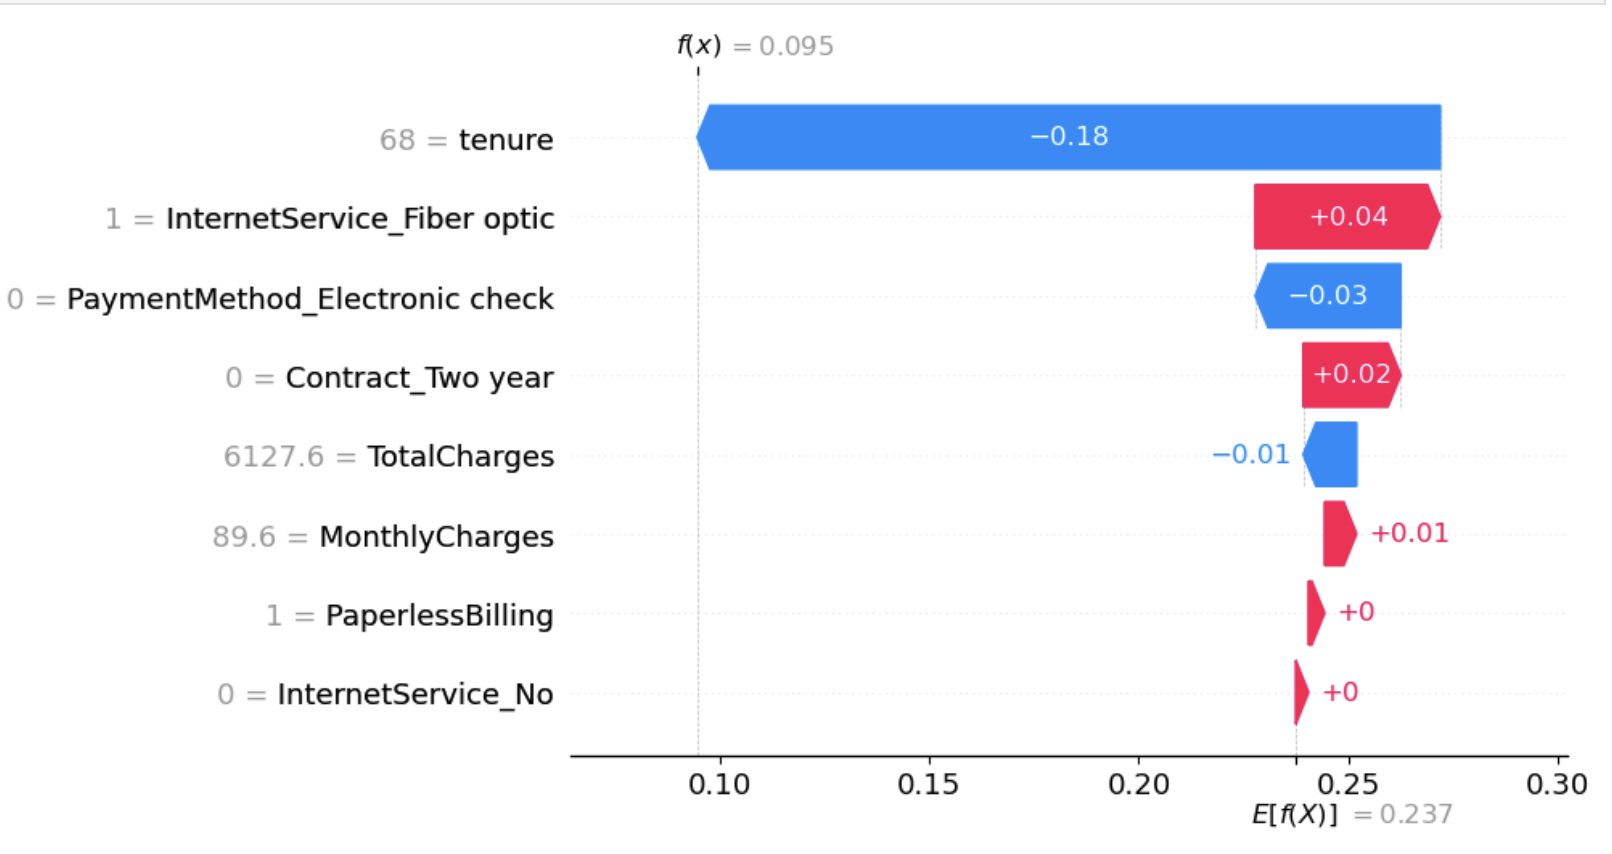 f(x) = 0.095
68 = tenure
−0.18
1 = InternetService_Fiber optic
+0.04
0 = PaymentMethod_Electronic check
−0.03
0 = Contract_Two year
+0.02
6127.6 = TotalCharges
−0.01
89.6 = MonthlyCharges
+0.01
1 = PaperlessBilling
+0
0 = InternetService_No
+0
0.10 0.15 0.20 0.25 0.30
E[f(X)] = 0.237